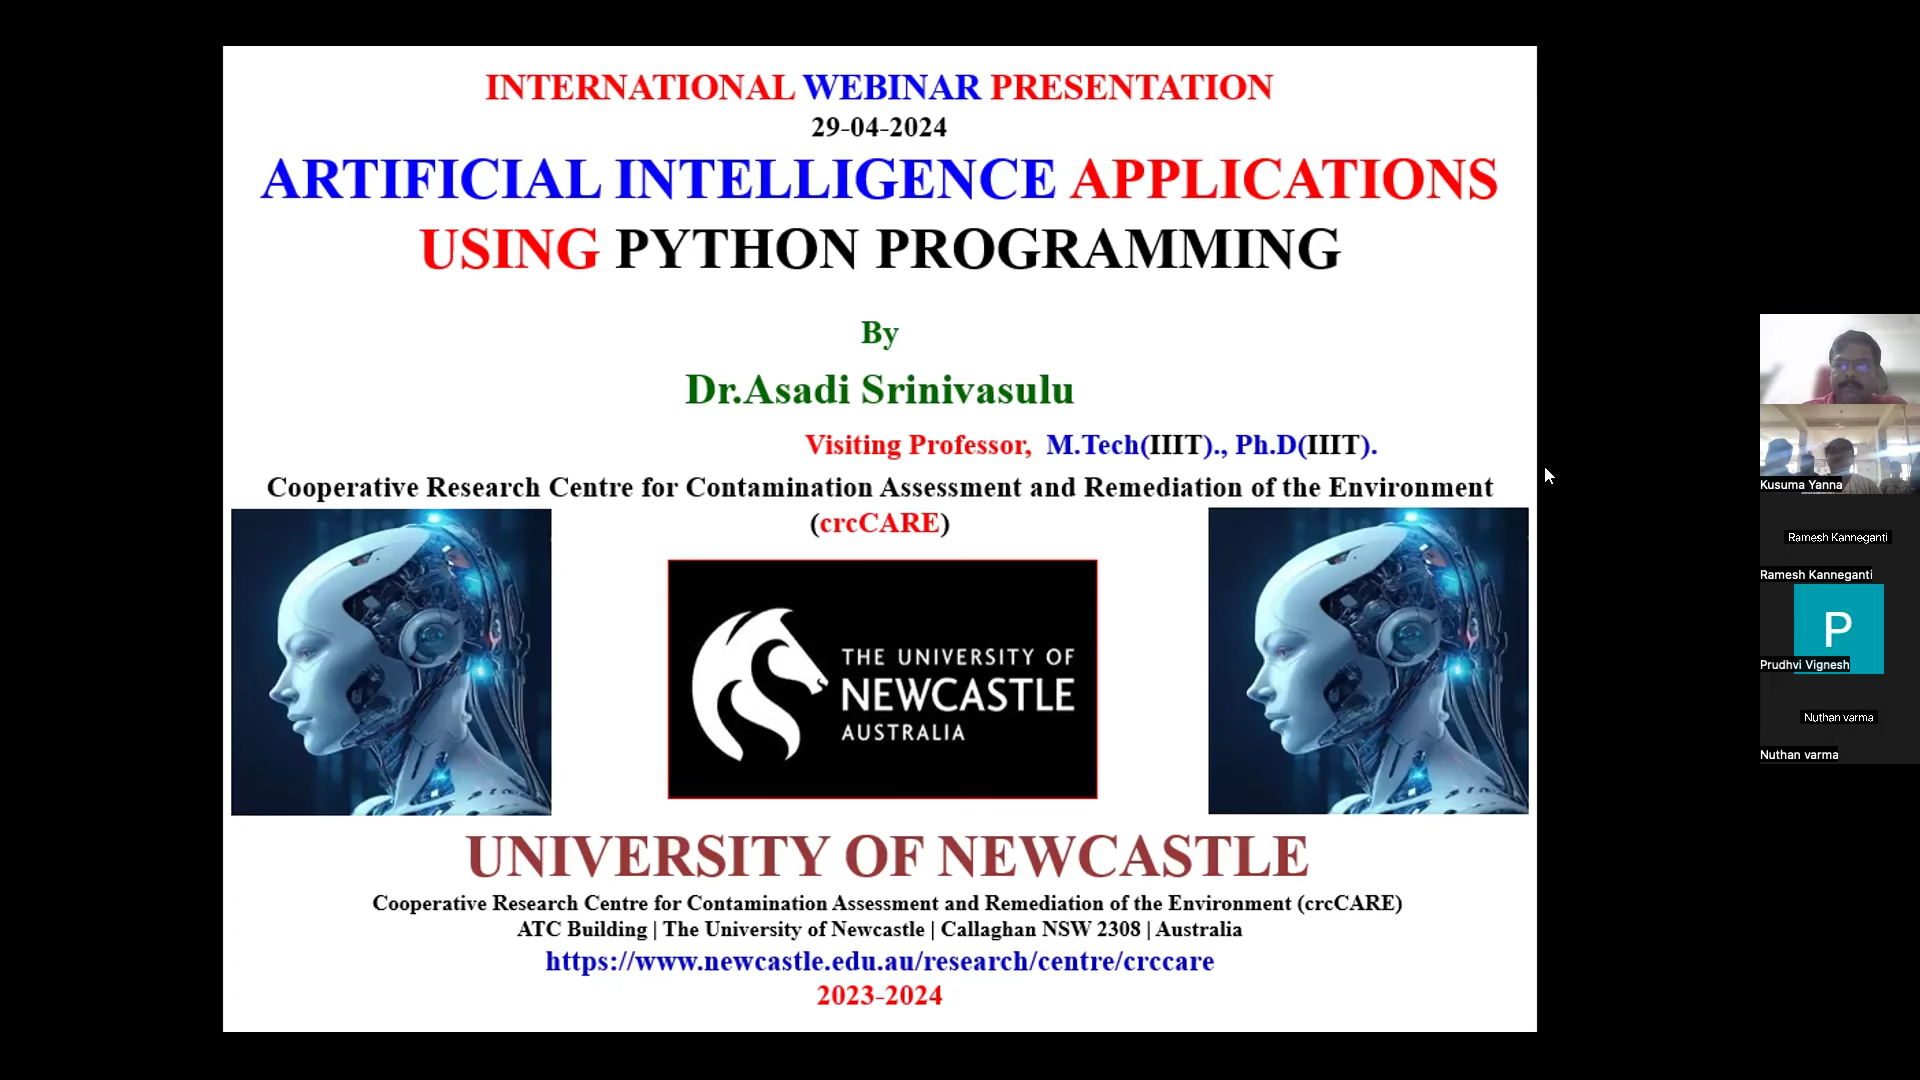 INTERNATIONAL WEBINAR PRESENTATION
29-04-2024
ARTIFICIAL INTELLIGENCE APPLICATIONS
USING PYTHON PROGRAMMING
By
Dr.Asadi Srinivasulu
Visiting Professor, M.Tech(IIIT)., Ph.D(IIIT).
Cooperative Research Centre for Contamination Assessment and Remediation of the Environment
(crcCARE)
THE UNIVERSITY OF
NEWCASTLE
AUSTRALIA
UNIVERSITY OF NEWCASTLE
Cooperative Research Centre for Contamination Assessment and Remediation of the Environment (crcCARE)
ATC Building | The University of Newcastle | Callaghan NSW 2308 | Australia
https://www.newcastle.edu.au/research/centre/crccare
2023-2024
Kusuma Yanna
Ramesh Kanneganti
Ramesh Kanneganti
P
Prudhvi Vignesh
Nuthan varma
Nuthan varma